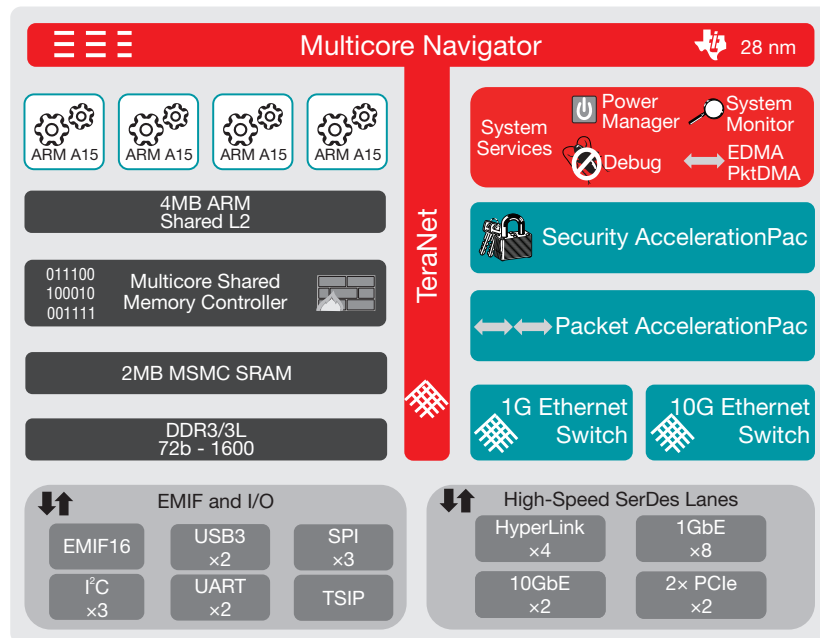 Multicore Navigator
28 nm
ARM A15
ARM A15
ARM A15
ARM A15
4MB ARM
Shared L2
011100
100010
001111
Multicore Shared
Memory Controller
2MB MSMC SRAM
DDR3/3L
72b - 1600
TeraNet
System
Services
Power
Manager
System
Monitor
Debug
EDMA
PktDMA
Security AccelerationPac
Packet AccelerationPac
1G Ethernet
Switch
10G Ethernet
Switch
EMIF and I/O
EMIF16
USB3
×2
SPI
×3
I²C
×3
UART
×2
TSIP
High-Speed SerDes Lanes
HyperLink
×4
1GbE
×8
10GbE
×2
2× PCIe
×2